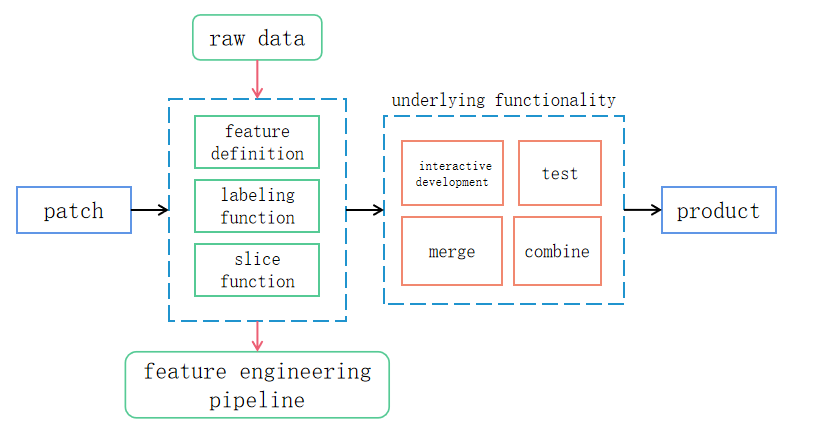 raw data
underlying functionality
feature
definition
labeling
function
slice
function
interactive
development
test
merge
combine
patch
product
feature engineering
pipeline